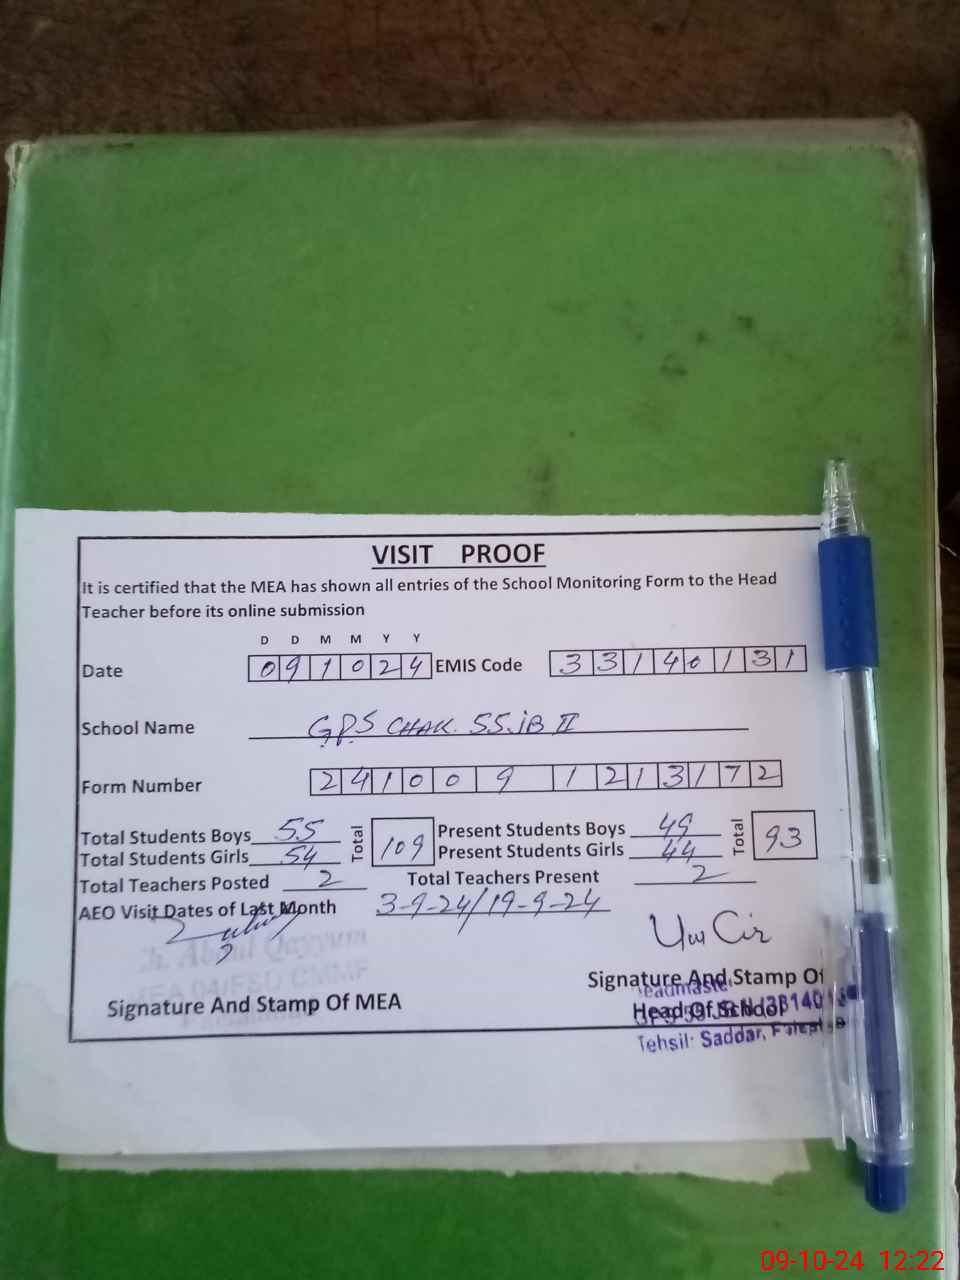 VISIT PROOF
It is certified that the MEA has shown all entries of the School Monitoring Form to the Head
Teacher before its online submission
D D M M Y Y
Date 0 9 1 0 2 4 EMIS Code 3 3 1 4 0 1 3 1
School Name GPS CHAK. 55.JB II
Form Number 2 4 1 0 0 9 1 2 1 3 1 7 2
Total Students Boys 55 Total 109 Present Students Boys 49 Total 93
Total Students Girls 54 Present Students Girls 44
Total Teachers Posted 2 Total Teachers Present 2
AEO Visit Dates of Last Month 3-9-24/19-9-24
Ch. Abdul Qayyum
Signature And Stamp Of MEA
Signature And Stamp Of
Head Of School
Tehsil: Saddar,
09-10-24 12:22